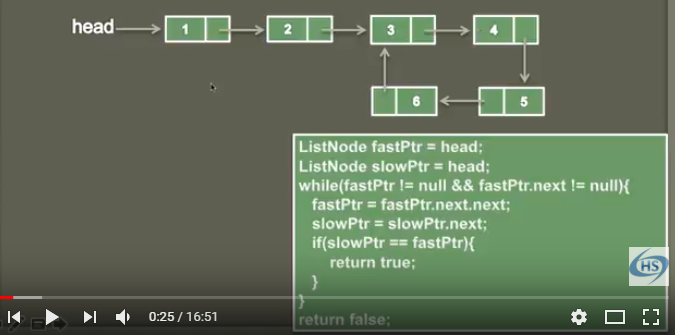 head
1
2
3
4
6
5
ListNode fastPtr = head;
ListNode slowPtr = head;
while(fastPtr != null && fastPtr.next != null){
fastPtr = fastPtr.next.next;
slowPtr = slowPtr.next;
if(slowPtr == fastPtr){
return true;
}
}
return false;
HS
0:25 / 16:51